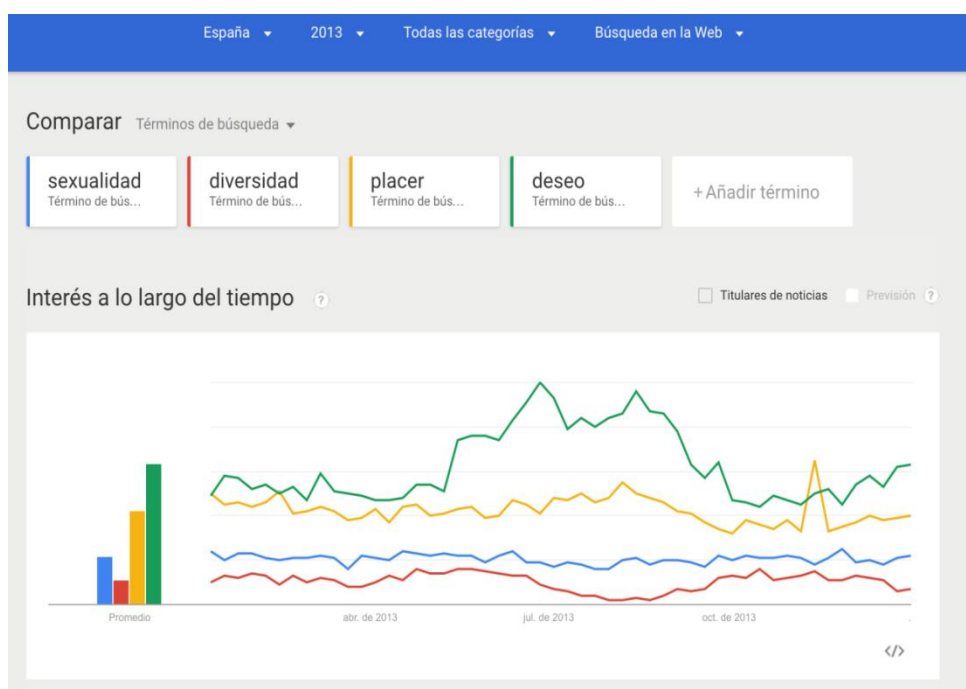 España 2013 Todas las categorías Búsqueda en la Web
Comparar Términos de búsqueda
sexualidad diversidad placer deseo + Añadir término
Término de bús... Término de bús... Término de bús... Término de bús...
Interés a lo largo del tiempo ? Titulares de noticias Previsión ?
Promedio abr. de 2013 jul. de 2013 oct. de 2013
</>